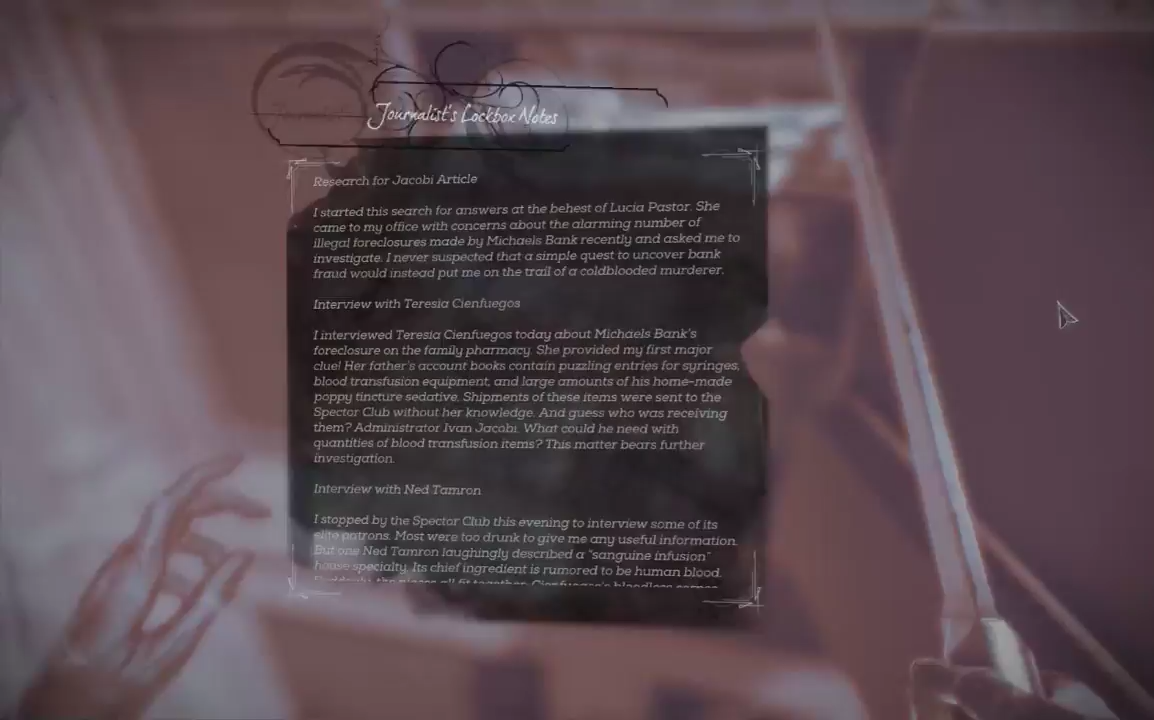 Journalist's Lockbox Notes
Research for Jacobi Article
I started this search for answers at the behest of Lucia Pastor. She
came to my office with concerns about the alarming number of
illegal foreclosures made by Michaels Bank recently and asked me to
investigate. I never suspected that a simple quest to uncover bank
fraud would instead put me on the trail of a coldblooded murderer.
Interview with Teresia Cienfuegos
I interviewed Teresia Cienfuegos today about Michaels Bank's
foreclosure on the family pharmacy. She provided my first major
clue! Her father's account books contain puzzling entries for syringes,
blood transfusion equipment, and large amounts of his home-made
poppy tincture sedative. Shipments of these items were sent to the
Spector Club without her knowledge. And guess who was receiving
them? Administrator Ivan Jacobi. What could he need with
quantities of blood transfusion items? This matter bears further
investigation.
Interview with Ned Tamron
I stopped by the Spector Club this evening to interview some of its
elite patrons. Most were too drunk to give me any useful information.
But one Ned Tamron laughingly described a "sanguine infusion"
house specialty. Its chief ingredient is rumored to be human blood.
Suddenly, the pieces all fit together. Cienfuegos's bloodless corpse